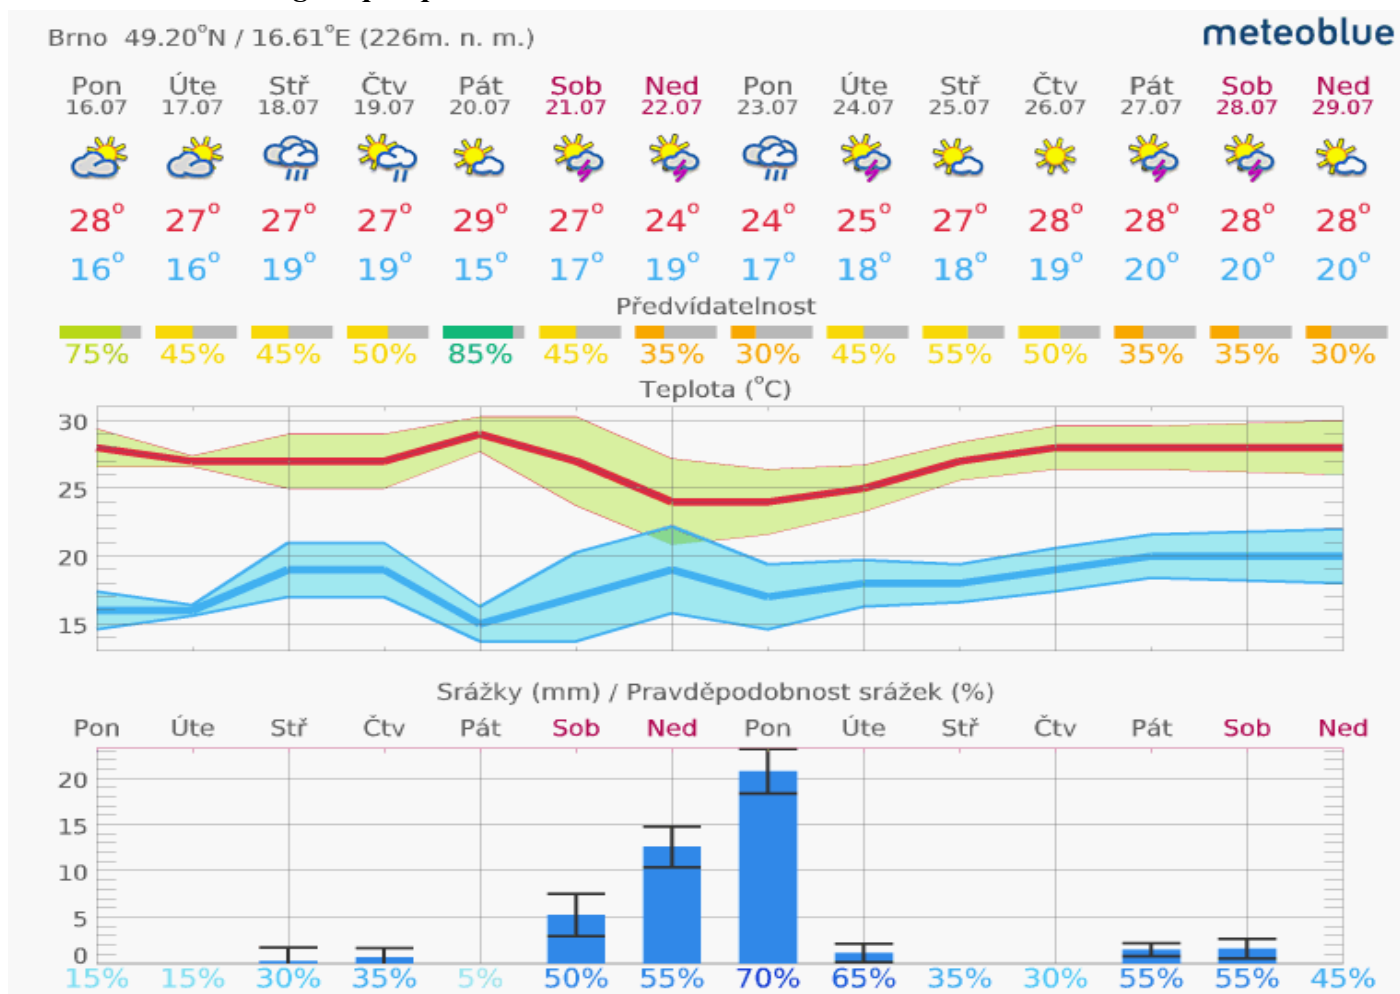 Brno 49.20°N / 16.61°E (226m. n. m.)
meteoblue
Pon Úte Stř Čtv Pát Sob Ned Pon Úte Stř Čtv Pát Sob Ned
16.07 17.07 18.07 19.07 20.07 21.07 22.07 23.07 24.07 25.07 26.07 27.07 28.07 29.07
28° 27° 27° 27° 29° 27° 24° 24° 25° 27° 28° 28° 28° 28°
16° 16° 19° 19° 15° 17° 19° 17° 18° 18° 19° 20° 20° 20°
Předvídatelnost
75% 45% 45% 50% 85% 45% 35% 30% 45% 55% 50% 35% 35% 30%
Teplota (°C)
30
25
20
15
Srážky (mm) / Pravděpodobnost srážek (%)
Pon Úte Stř Čtv Pát Sob Ned Pon Úte Stř Čtv Pát Sob Ned
20
15
10
5
0
15% 15% 30% 35% 5% 50% 55% 70% 65% 35% 30% 55% 55% 45%